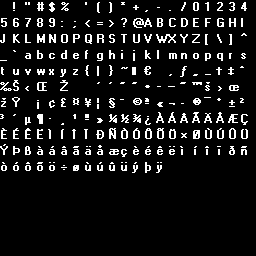 ! " # $ % ' ( ) * + , - . / 0 1 2 3 4
5 6 7 8 9 : ; < = > ? @ A B C D E F G H I
J K L M N O P Q R S T U V W X Y Z [ \ ] ^
_ ` a b c d e f g h i j k l m n o p q r s
t u v w x y z { | } ~ ▮ € ‚ ƒ „ … † ‡ ˆ
‰ Š ‹ Œ Ž ‘ ’ “ ” • – — ˜ ™ š › œ
ž Ÿ ¡ ¢ £ ¤ ¥ ¦ § ¨ © ª « ¬ - ® ¯ ° ± ²
³ ´ µ ¶ · ¸ ¹ º » ¼ ½ ¾ ¿ À Á Â Ã Ä Å Æ Ç
È É Ê Ë Ì Í Î Ï Ð Ñ Ò Ó Ô Õ Ö × Ø Ù Ú Û Ü
Ý Þ ß à á â ã ä å æ ç è é ê ë ì í î ï ð ñ
ò ó ô õ ö ÷ ø ù ú û ü ý þ ÿ